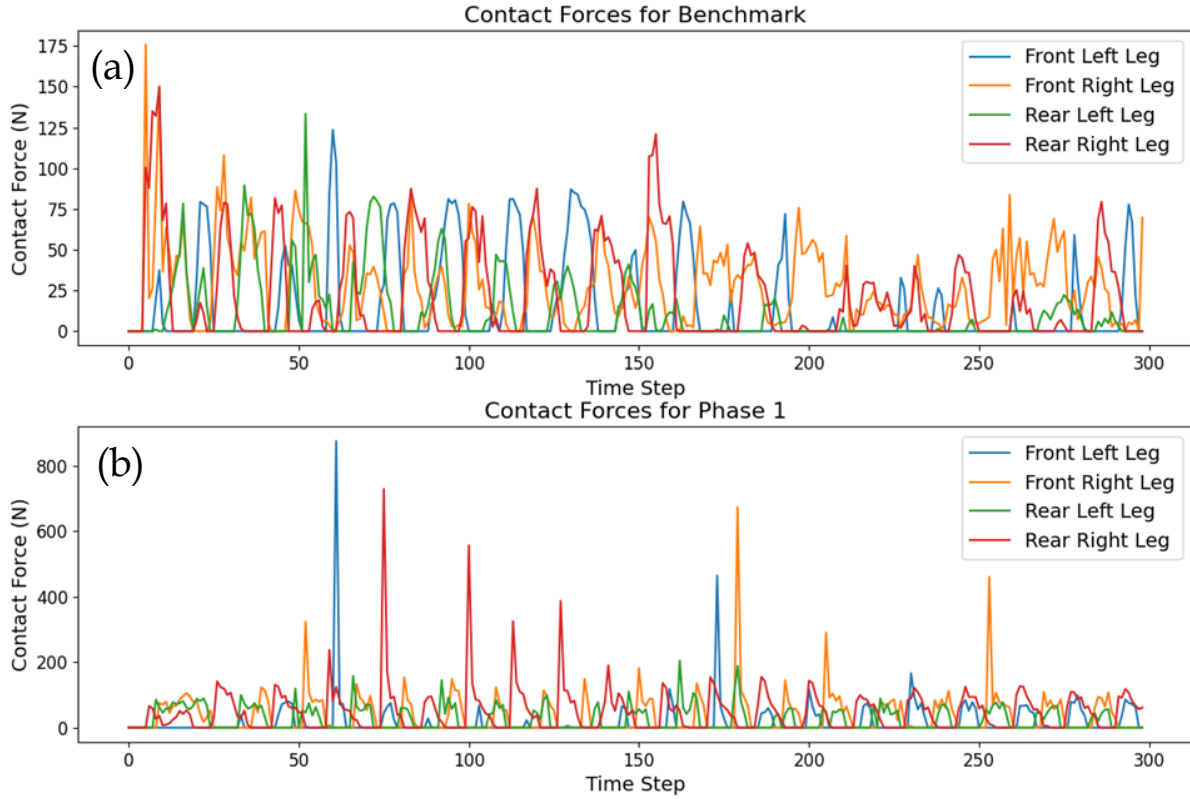 Contact Forces for Benchmark
(a)
Contact Force (N)
175
150
125
100
75
50
25
0
Front Left Leg
Front Right Leg
Rear Left Leg
Rear Right Leg
0 50 100 150 200 250 300
Time Step
Contact Forces for Phase 1
(b)
Contact Force (N)
800
600
400
200
0
Front Left Leg
Front Right Leg
Rear Left Leg
Rear Right Leg
0 50 100 150 200 250 300
Time Step